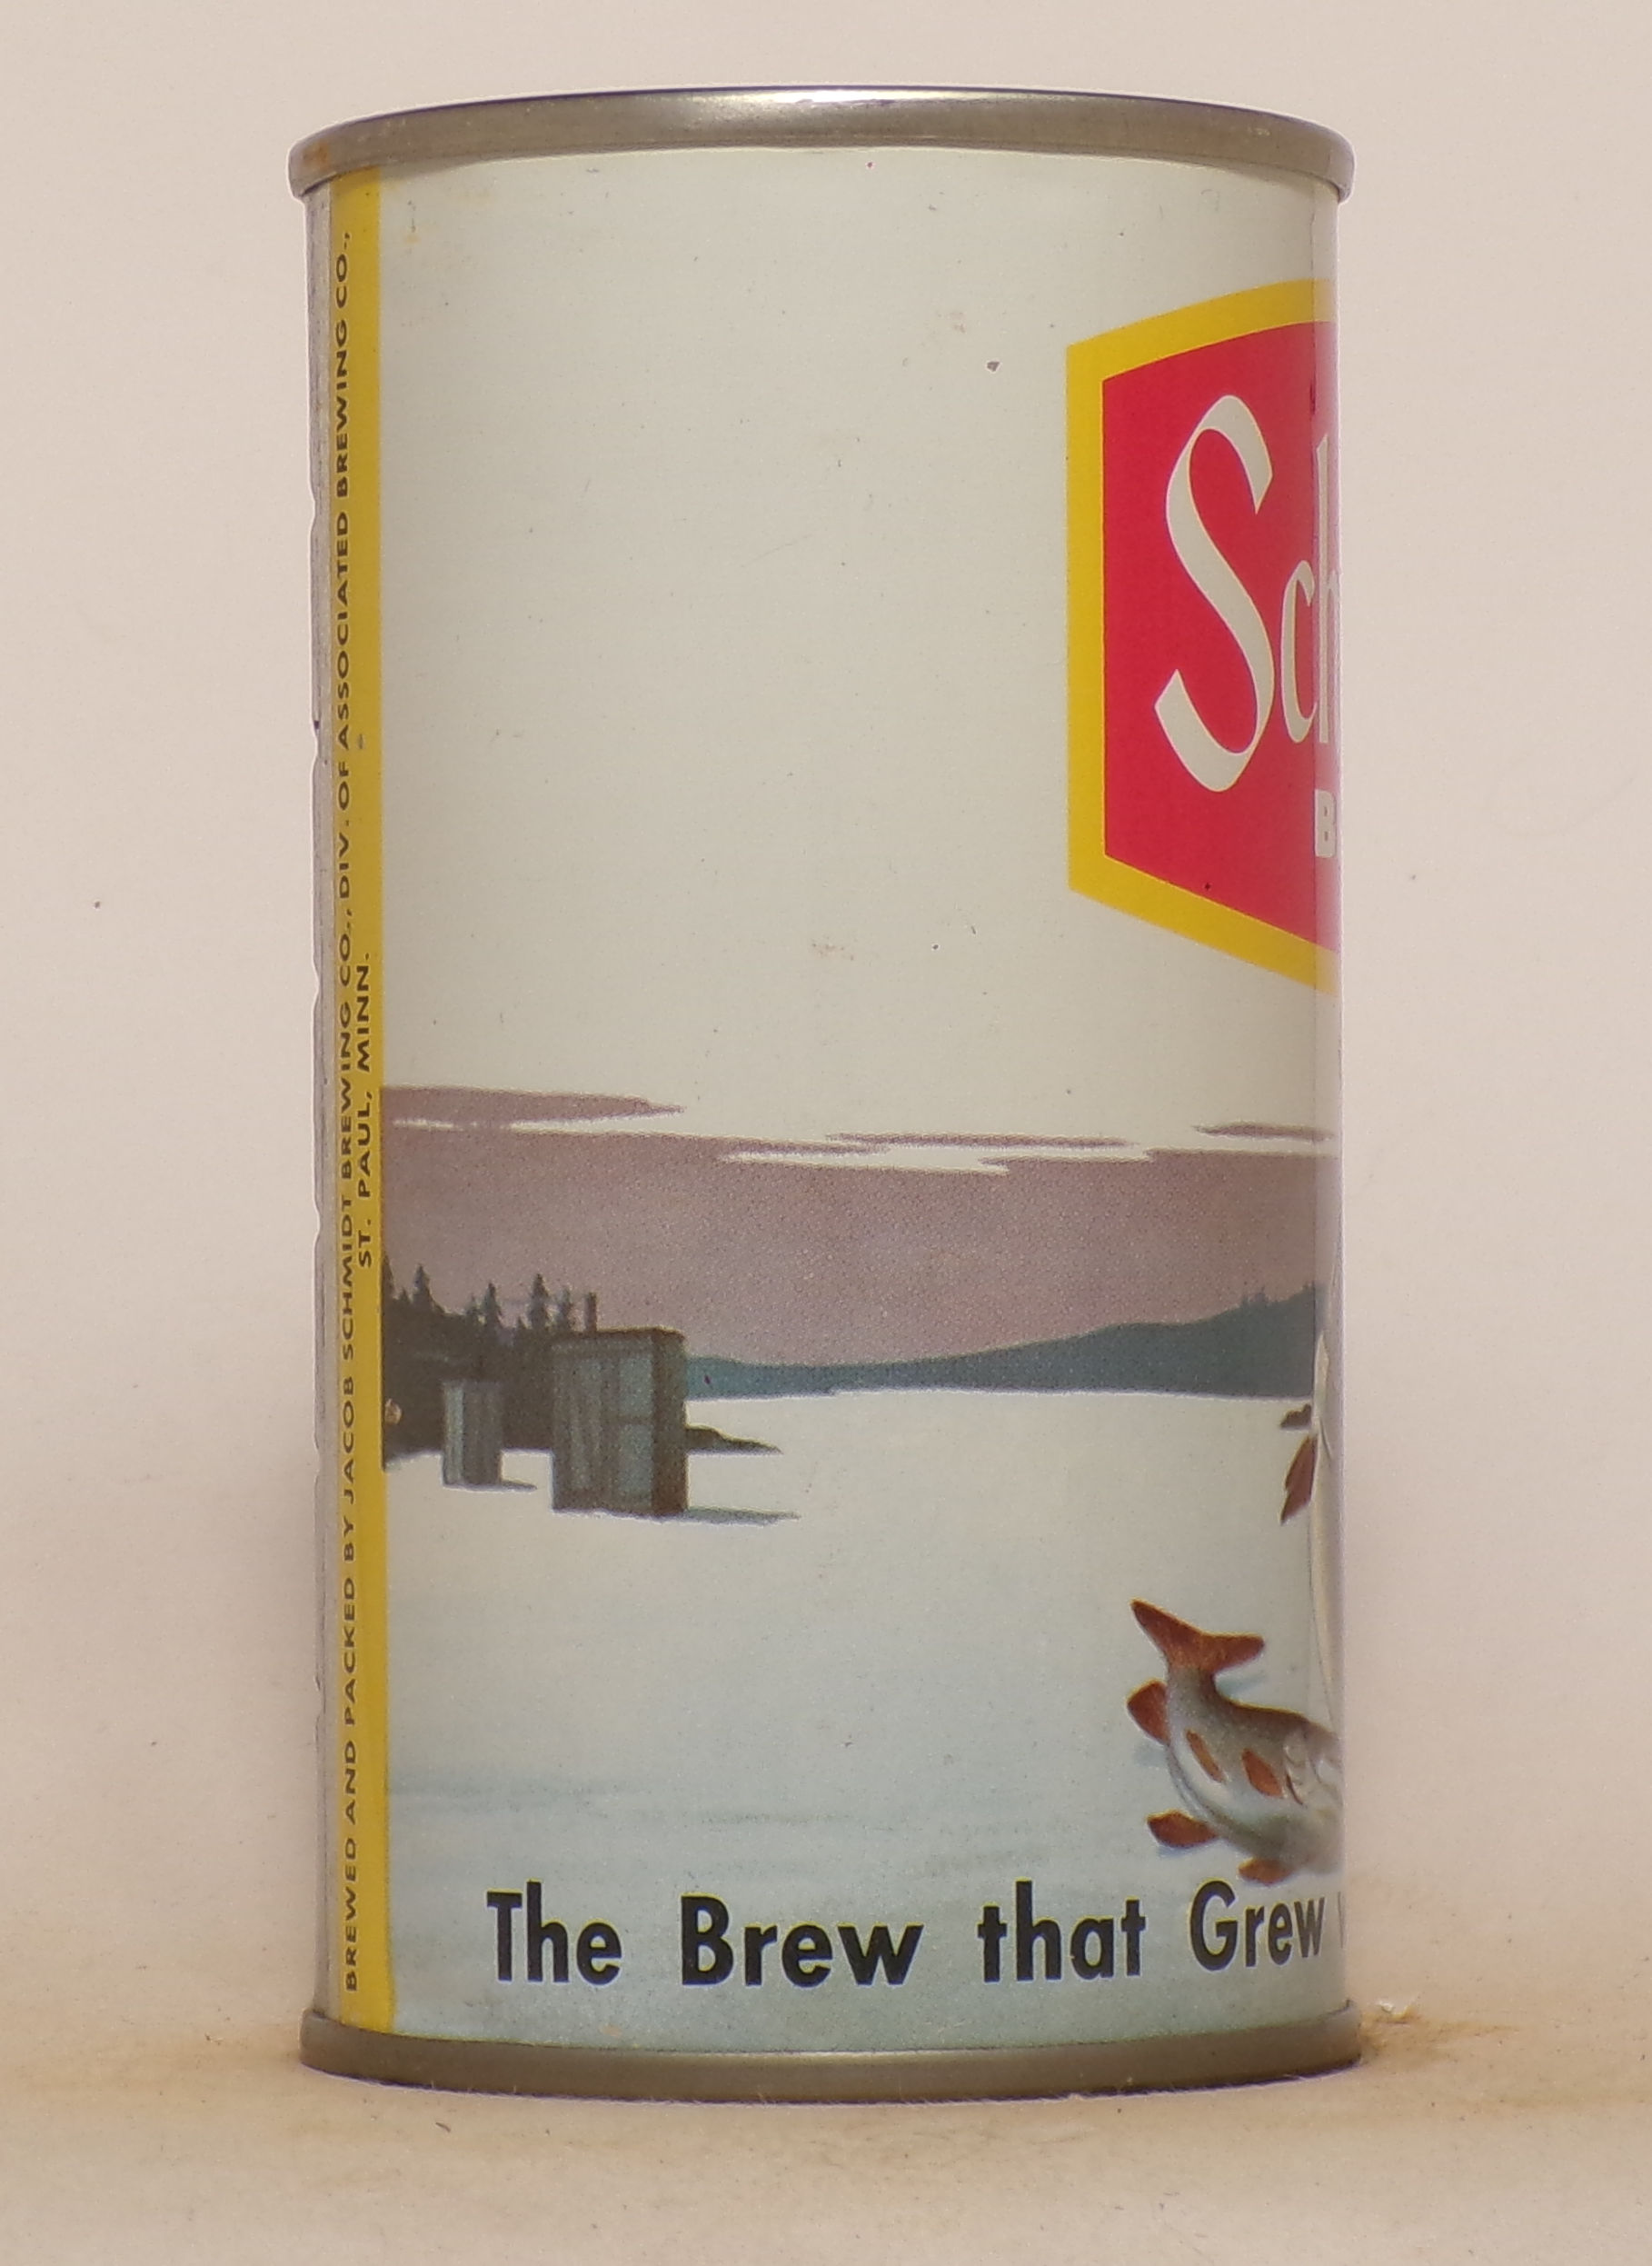 BREWED AND PACKED BY JACOB SCHMIDT BREWING CO., DIV. OF ASSOCIATED BREWING CO.,
ST. PAUL, MINN.
Sch
B
The Brew that Grew